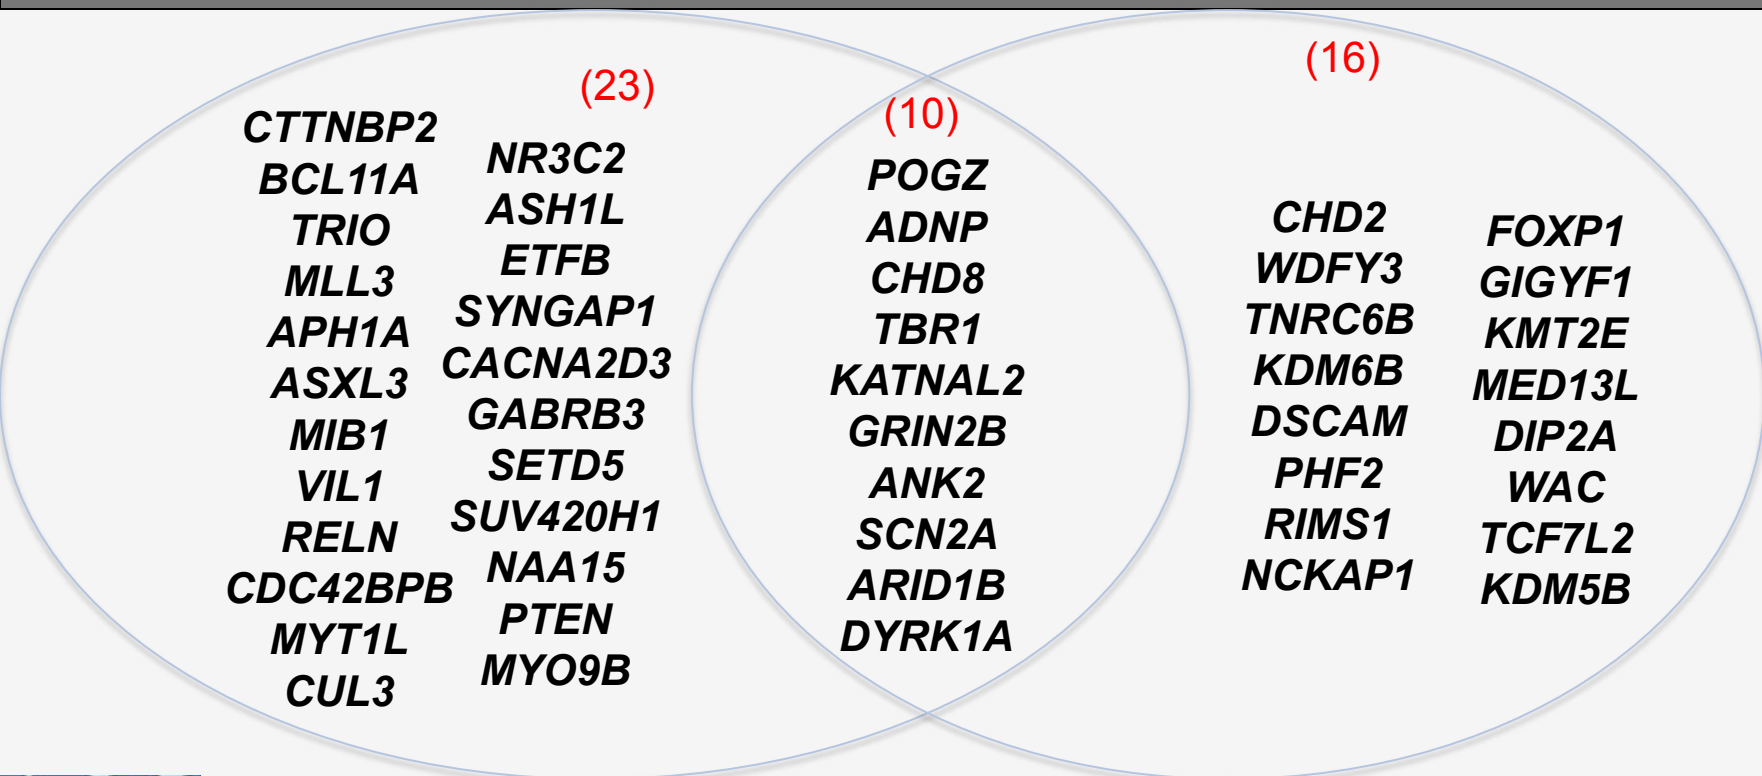 (23)
CTTNBP2
BCL11A
TRIO
MLL3
APH1A
ASXL3
MIB1
VIL1
RELN
CDC42BPB
MYT1L
CUL3
NR3C2
ASH1L
ETFB
SYNGAP1
CACNA2D3
GABRB3
SETD5
SUV420H1
NAA15
PTEN
MYO9B
(10)
POGZ
ADNP
CHD8
TBR1
KATNAL2
GRIN2B
ANK2
SCN2A
ARID1B
DYRK1A
(16)
CHD2
WDFY3
TNRC6B
KDM6B
DSCAM
PHF2
RIMS1
NCKAP1
FOXP1
GIGYF1
KMT2E
MED13L
DIP2A
WAC
TCF7L2
KDM5B